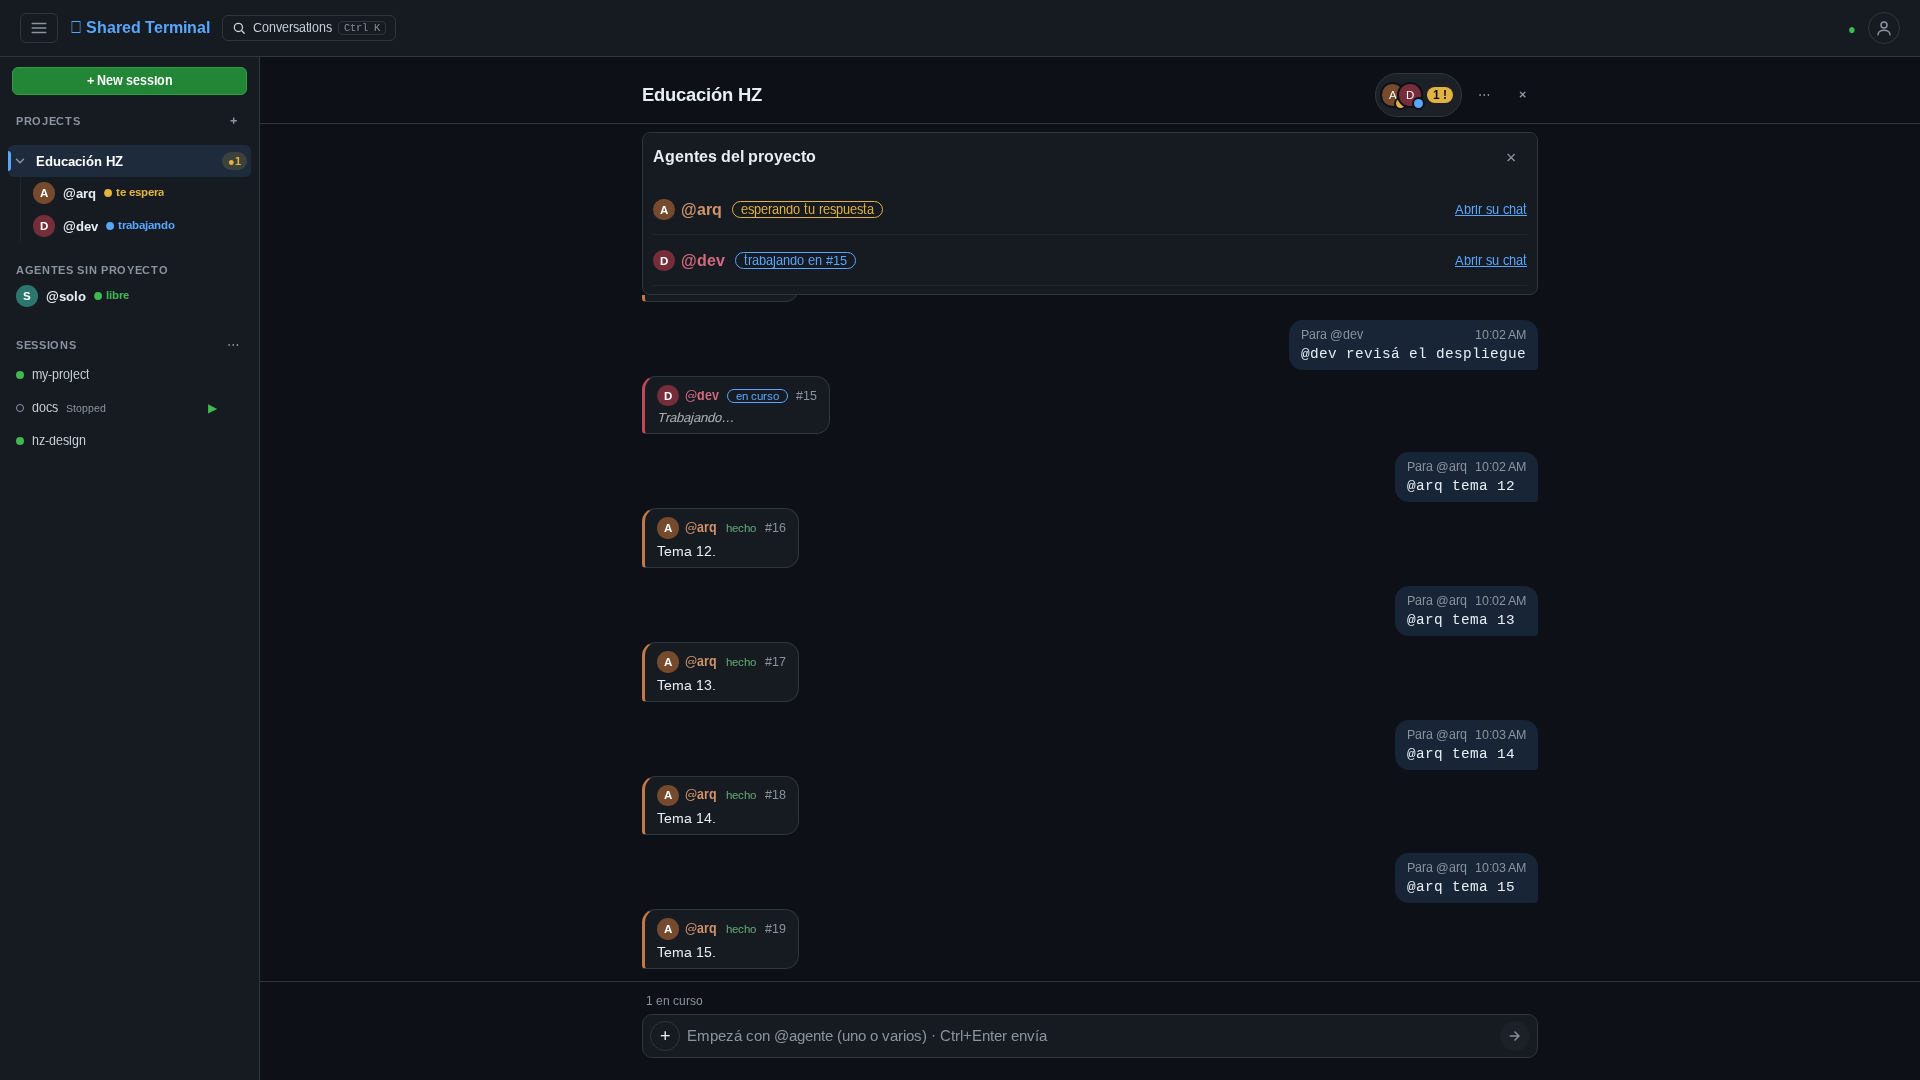 Shared Terminal
Conversations Ctrl K
+ New session
PROJECTS +
Educación HZ 1
A @arq te espera
D @dev trabajando
AGENTES SIN PROYECTO
S @solo libre
SESSIONS ...
my-project
docs Stopped
hz-design
Educación HZ
A D 1 ! ... ×
Agentes del proyecto ×
A @arq esperando tu respuesta Abrir su chat
D @dev trabajando en #15 Abrir su chat
Para @dev 10:02 AM
@dev revisá el despliegue
D @dev en curso #15
Trabajando…
Para @arq 10:02 AM
@arq tema 12
A @arq hecho #16
Tema 12.
Para @arq 10:02 AM
@arq tema 13
A @arq hecho #17
Tema 13.
Para @arq 10:03 AM
@arq tema 14
A @arq hecho #18
Tema 14.
Para @arq 10:03 AM
@arq tema 15
A @arq hecho #19
Tema 15.
1 en curso
+ Empezá con @agente (uno o varios) · Ctrl+Enter envía